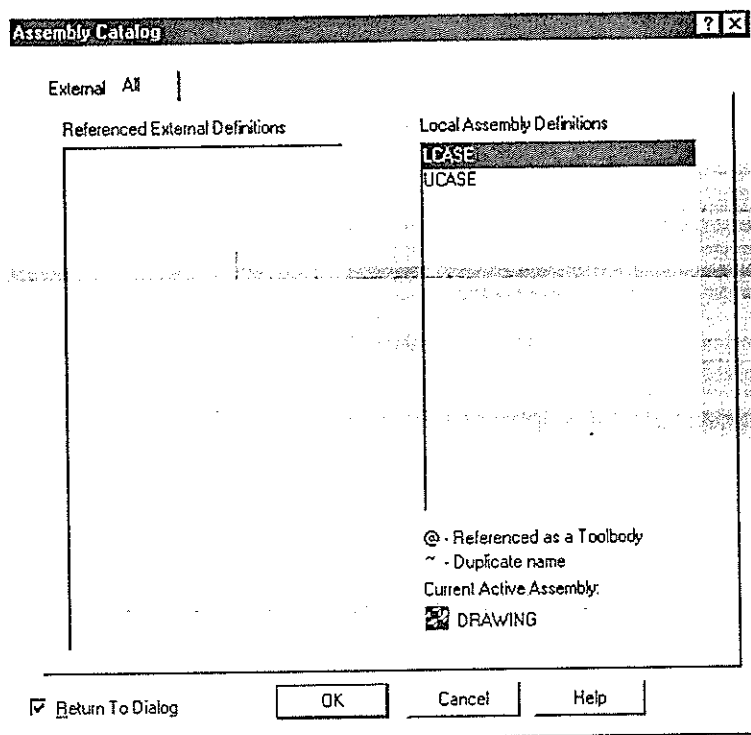 Assembly Catalog
External All
Referenced External Definitions
Local Assembly Definitions
LCASE
UCASE
@ - Referenced as a Toolbody
~ - Duplicate name
Current Active Assembly:
DRAWING
Return To Dialog
OK
Cancel
Help